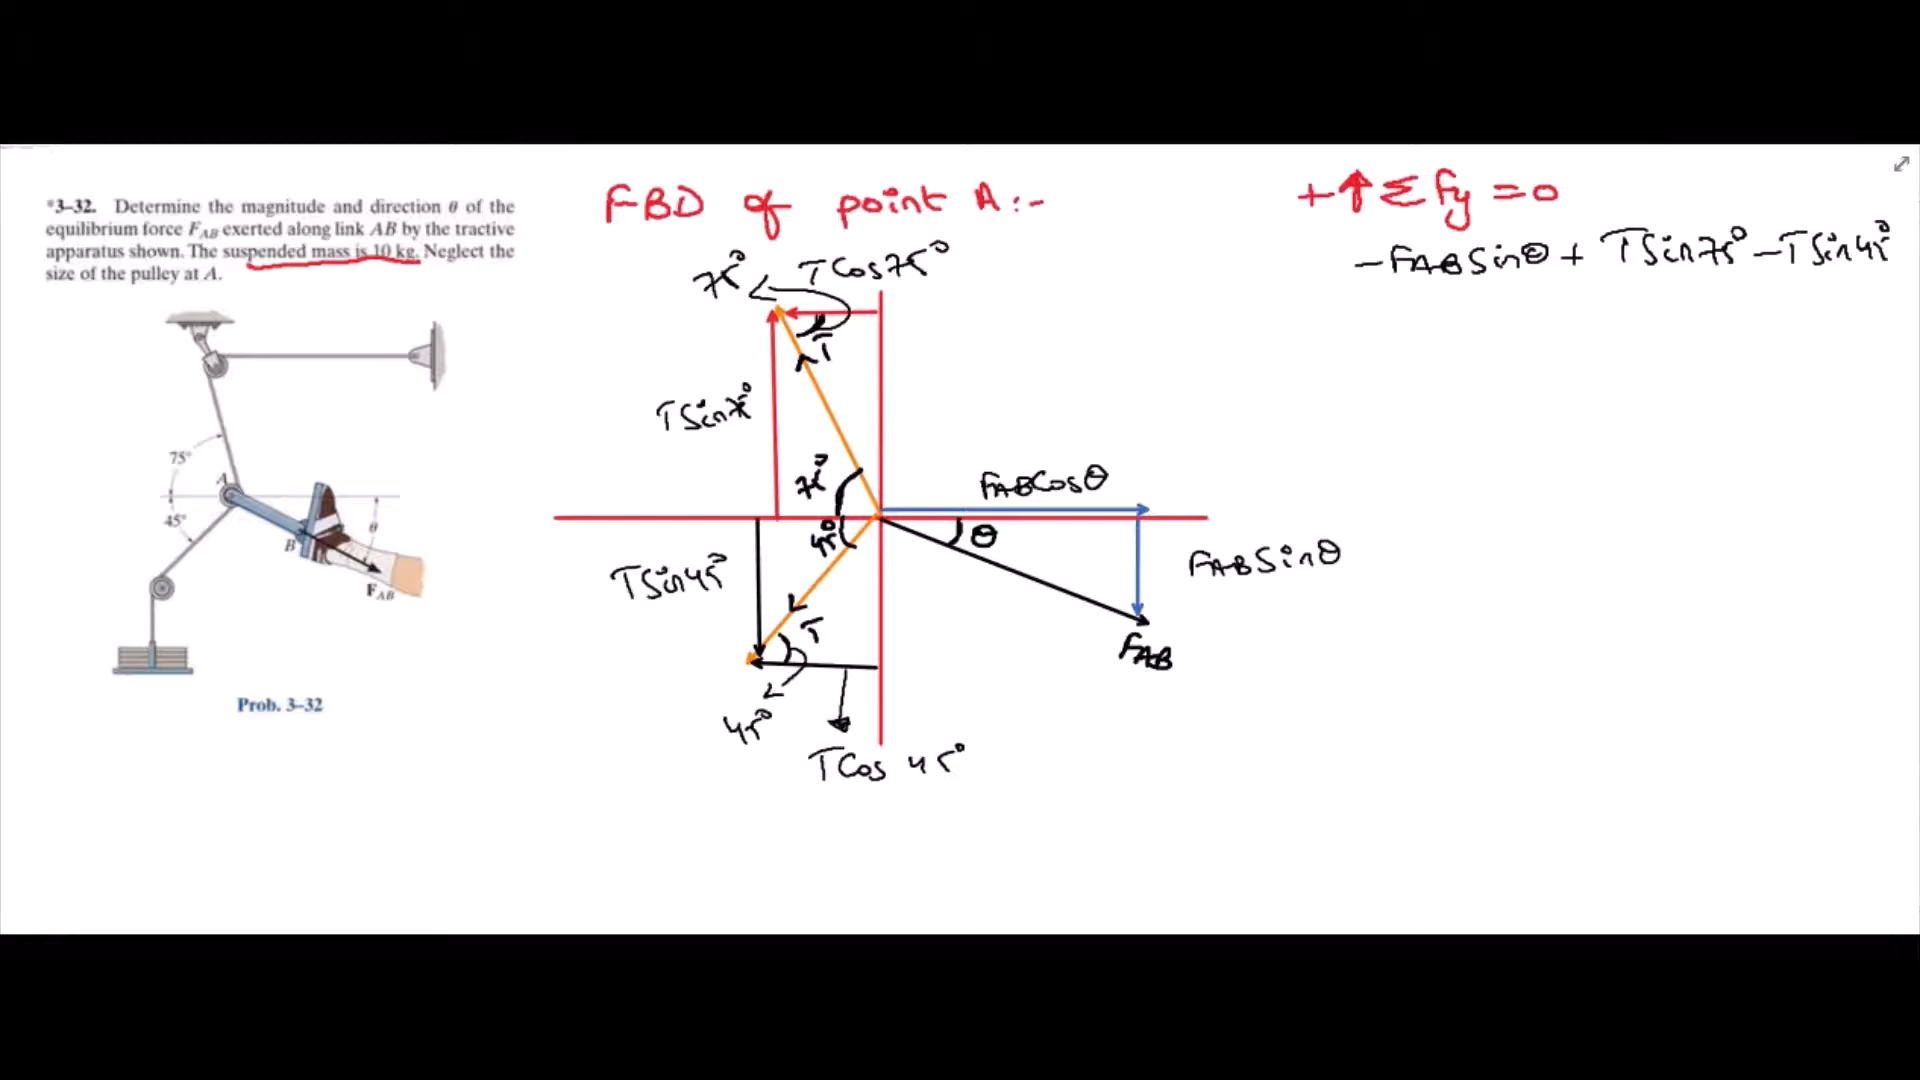 *3–32. Determine the magnitude and direction θ of the
equilibrium force F_AB exerted along link AB by the tractive
apparatus shown. The suspended mass is 10 kg. Neglect the
size of the pulley at A.
75°
A
45°
B
θ
F_AB
Prob. 3–32
FBD of point A:-
75°
TCos75°
T
TSin75°
75°
45°
FABCosθ
θ
TSin45°
FABSinθ
T
FAB
45°
TCos 45°
+↑ΣFy=0
-FABSinθ + TSin75° - TSin45°